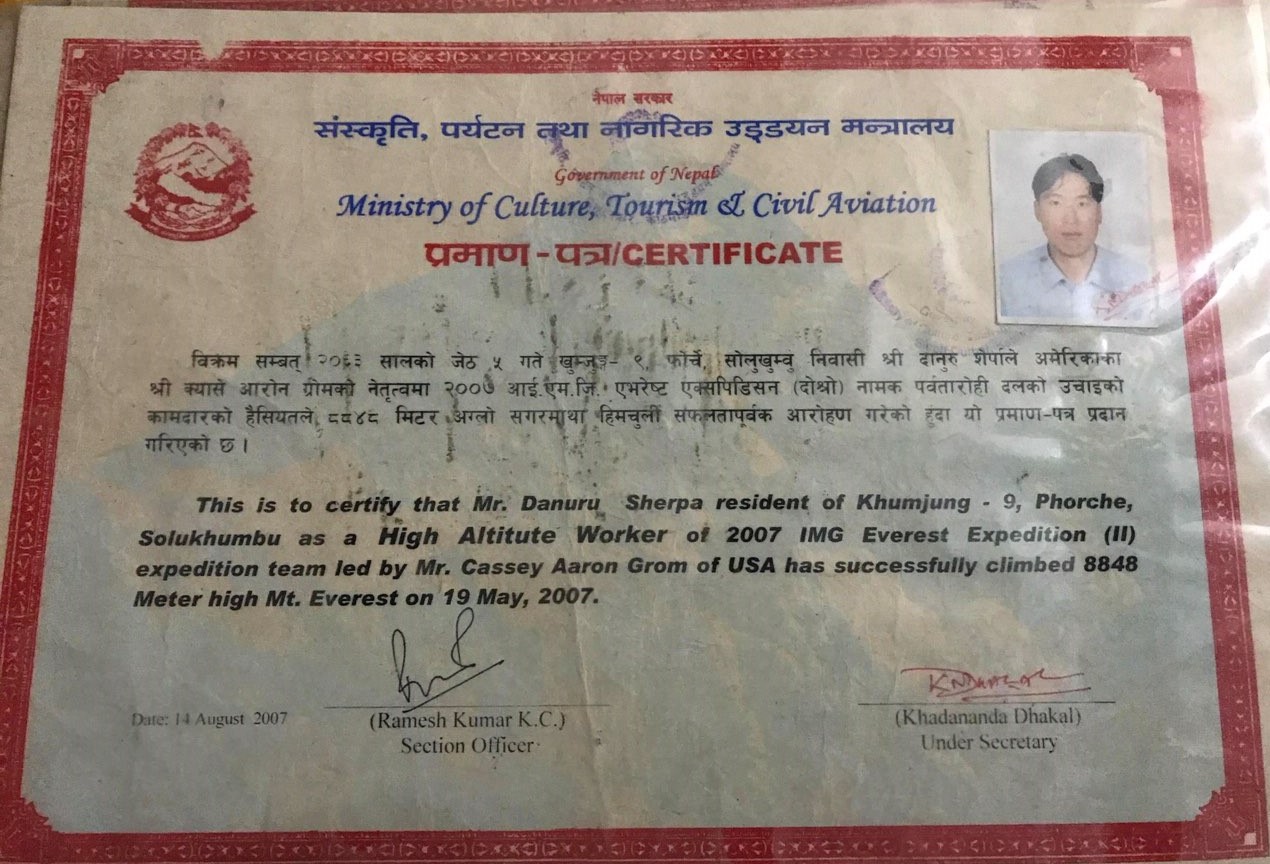 नेपाल सरकार
संस्कृति, पर्यटन तथा नागरिक उड्डयन मन्त्रालय
Government of Nepal
Ministry of Culture, Tourism & Civil Aviation
प्रमाण-पत्र/CERTIFICATE
विक्रम सम्बत् २०६३ सालको जेठ ५ गते खुम्जुङ्ग- ९, फोर्चे, सोलुखुम्बु निवासी श्री दानुरु शेर्पाले अमेरिकाका
श्री क्यासे आरोन ग्रोमको नेतृत्वमा २००७ आई.एम.जि. एभरेष्ट एक्सपिडिसन (दोश्रो) नामक पर्वतारोही दलको उचाइको
कामदारको हैसियतले ८८४८ मिटर अग्लो सगरमाथा हिमचुली सफलतापूर्वक आरोहण गरेको हुंदा यो प्रमाण-पत्र प्रदान
गरिएको छ ।
This is to certify that Mr. Danuru Sherpa resident of Khumjung - 9, Phorche,
Solukhumbu as a High Altitute Worker of 2007 IMG Everest Expedition (II)
expedition team led by Mr. Cassey Aaron Grom of USA has successfully climbed 8848
Meter high Mt. Everest on 19 May, 2007.
Date: 14 August 2007
(Ramesh Kumar K.C.)
Section Officer
(Khadananda Dhakal)
Under Secretary